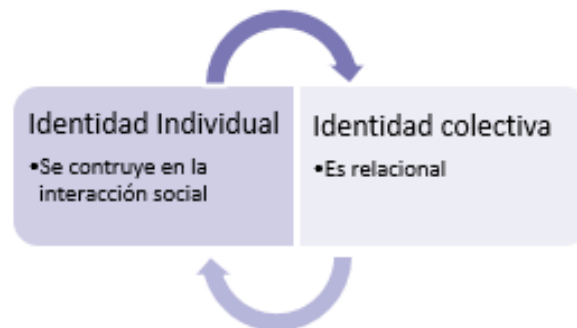 Identidad Individual
•Se contruye en la
interacción social
Identidad colectiva
•Es relacional